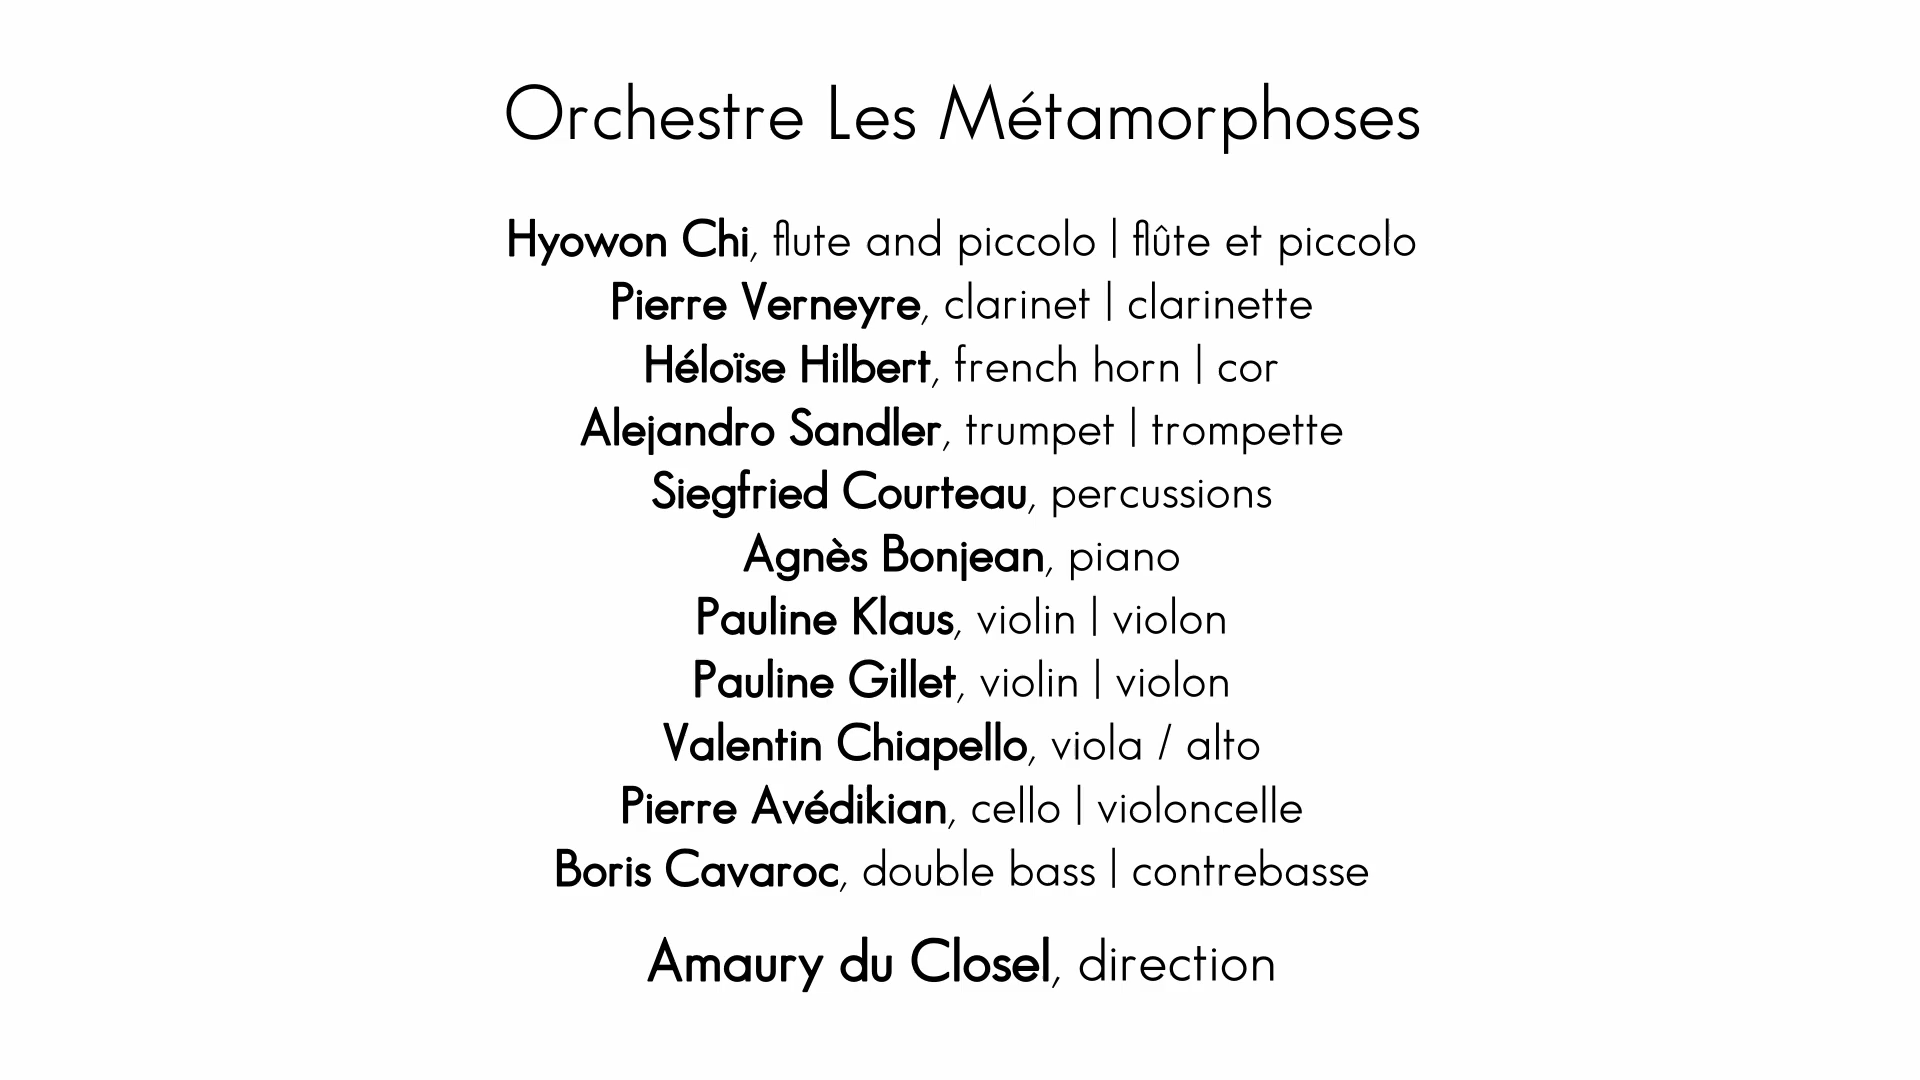 Orchestre Les Métamorphoses
Hyowon Chi, flute and piccolo | flûte et piccolo
Pierre Verneyre, clarinet | clarinette
Héloïse Hilbert, french horn | cor
Alejandro Sandler, trumpet | trompette
Siegfried Courteau, percussions
Agnès Bonjean, piano
Pauline Klaus, violin | violon
Pauline Gillet, violin | violon
Valentin Chiapello, viola / alto
Pierre Avédikian, cello | violoncelle
Boris Cavaroc, double bass | contrebasse
Amaury du Closel, direction